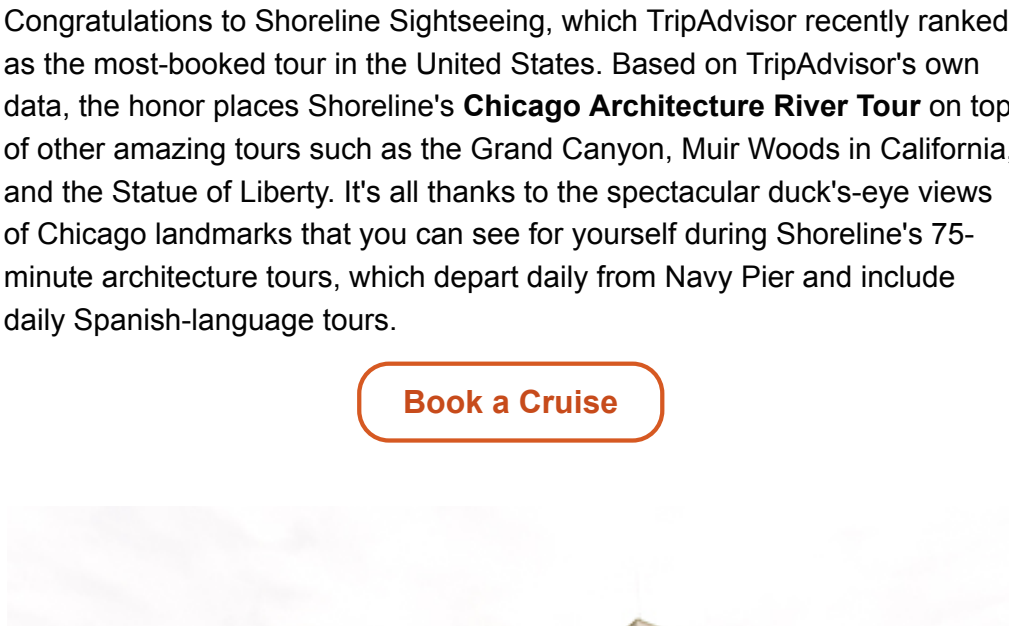 Congratulations to Shoreline Sightseeing, which TripAdvisor recently ranked
as the most-booked tour in the United States. Based on TripAdvisor's own
data, the honor places Shoreline's Chicago Architecture River Tour on top
of other amazing tours such as the Grand Canyon, Muir Woods in California,
and the Statue of Liberty. It's all thanks to the spectacular duck's-eye views
of Chicago landmarks that you can see for yourself during Shoreline's 75-
minute architecture tours, which depart daily from Navy Pier and include
daily Spanish-language tours.
Book a Cruise